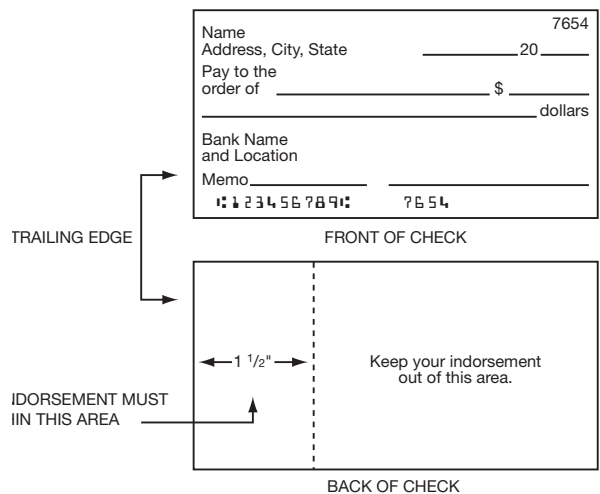 7654
Name
Address, City, State 20
Pay to the
order of $
dollars
Bank Name
and Location
Memo
⑆123456789⑆ 7654
TRAILING EDGE
FRONT OF CHECK
1 1/2"
Keep your indorsement
out of this area.
IDORSEMENT MUST
IIN THIS AREA
BACK OF CHECK